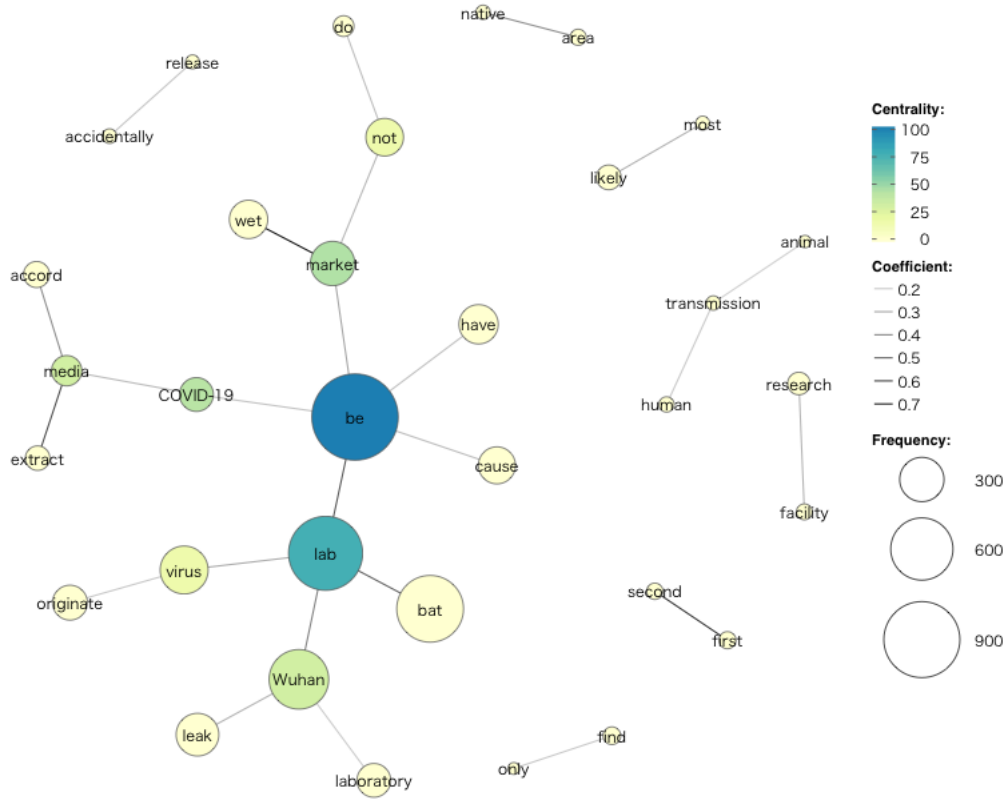 native
area
do
release
accidentally
not
most
likely
wet
market
animal
accord
transmission
have
media
COVID-19
research
human
be
extract
cause
facility
lab
virus
originate
bat
second
first
Wuhan
leak
find
only
laboratory
Centrality:
100
75
50
25
0
Coefficient:
0.2
0.3
0.4
0.5
0.6
0.7
Frequency:
300
600
900